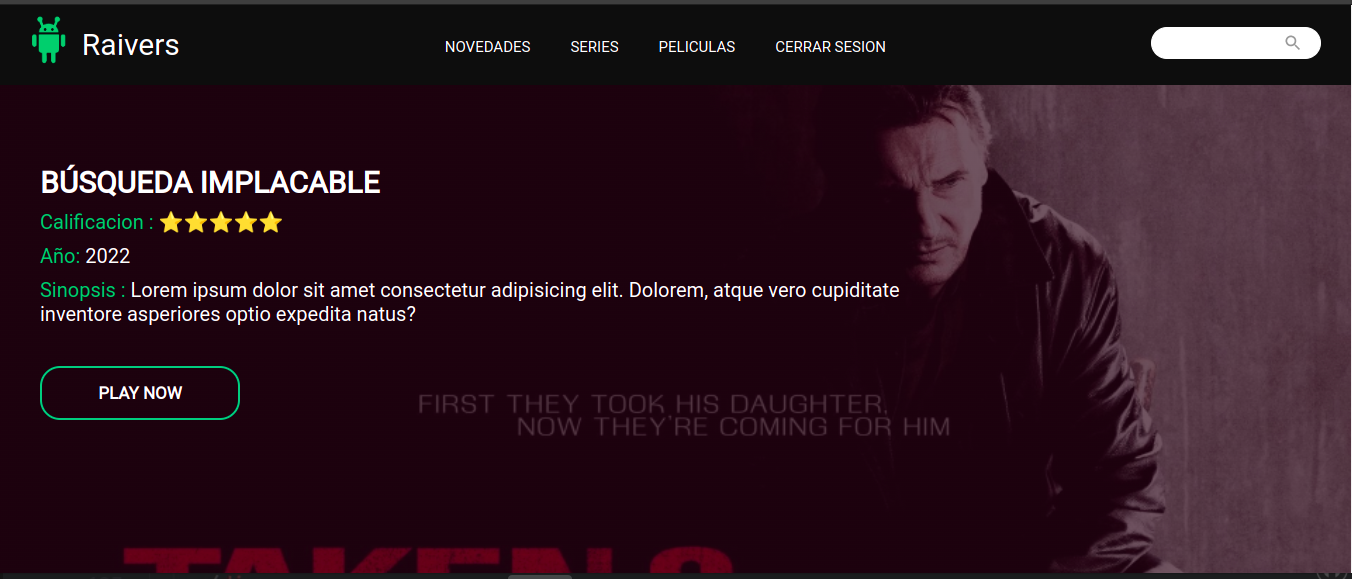 Raivers
NOVEDADES SERIES PELICULAS CERRAR SESION
BÚSQUEDA IMPLACABLE
Calificacion : ⭐⭐⭐⭐⭐
Año: 2022
Sinopsis : Lorem ipsum dolor sit amet consectetur adipisicing elit. Dolorem, atque vero cupiditate
inventore asperiores optio expedita natus?
PLAY NOW
FIRST THEY TOOK HIS DAUGHTER.
NOW THEY'RE COMING FOR HIM
TAKEN 2